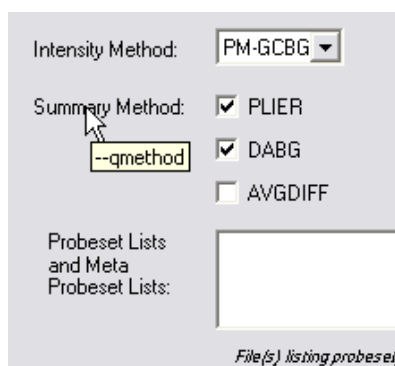 Intensity Method: PM-GCBG
Summary Method: PLIER
--qmethod DABG
AVGDIFF
Probeset Lists
and Meta
Probeset Lists:
File(s) listing probeset